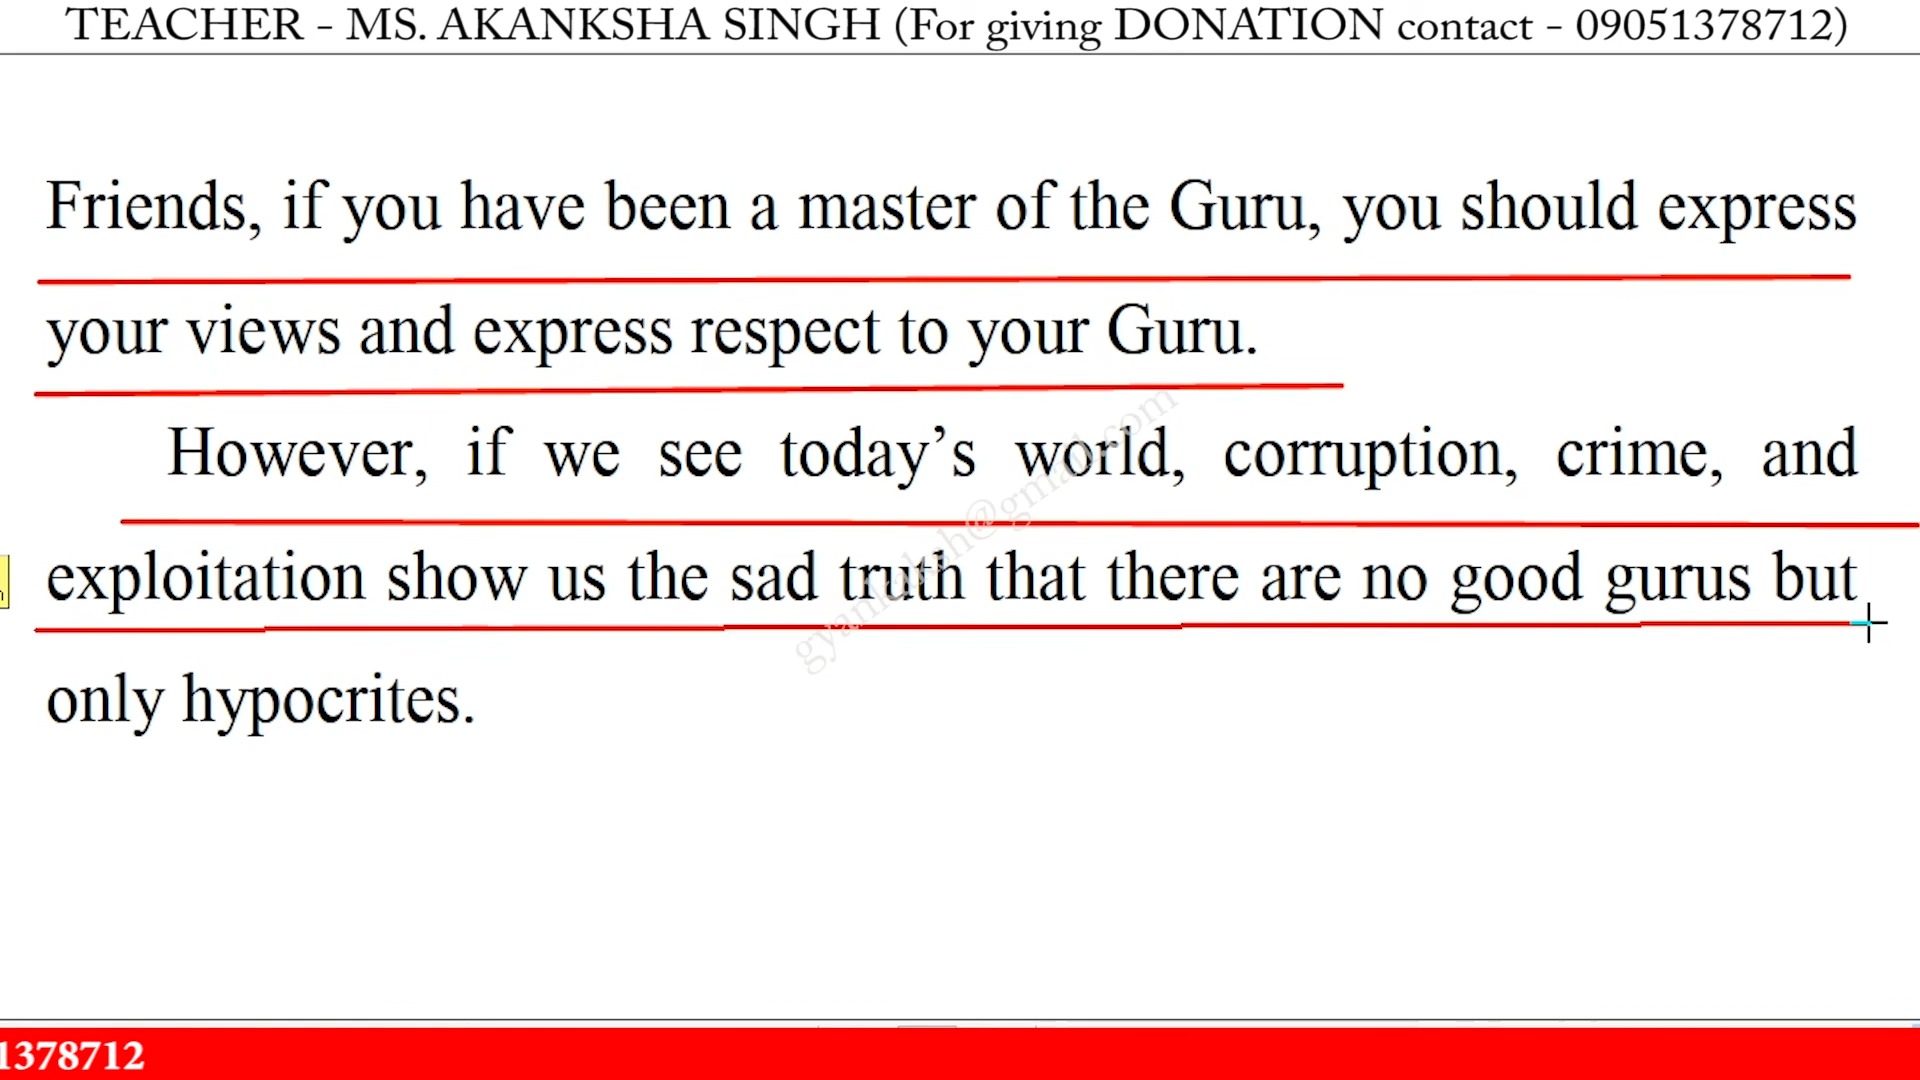 TEACHER - MS. AKANKSHA SINGH (For giving DONATION contact - 09051378712)
Friends, if you have been a master of the Guru, you should express
your views and express respect to your Guru.
However, if we see today's world, corruption, crime, and
exploitation show us the sad truth that there are no good gurus but
only hypocrites.
1378712